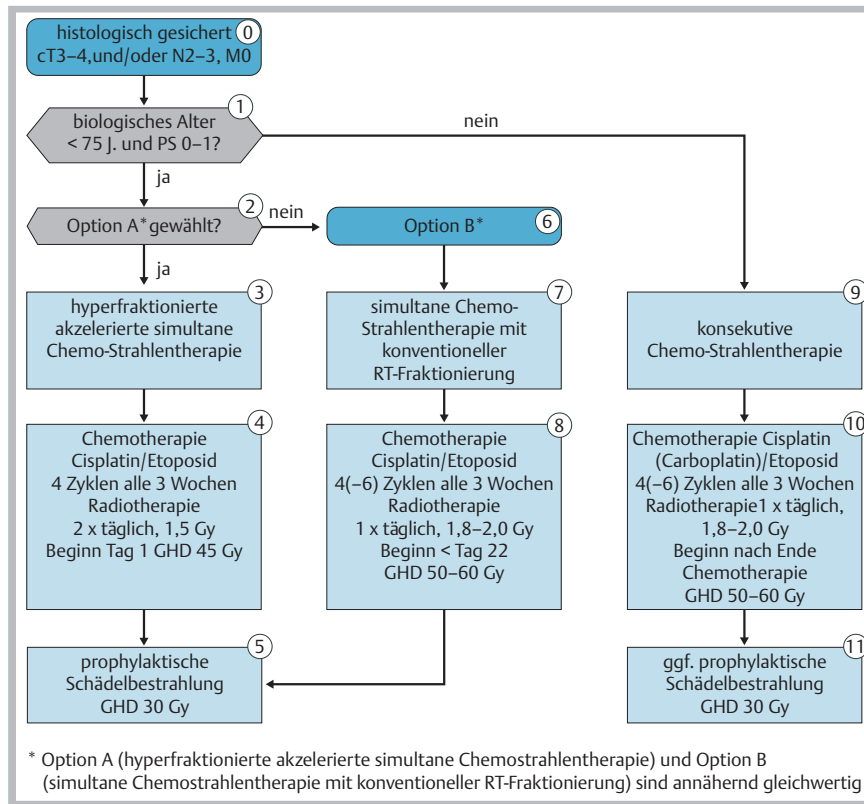 histologisch gesichert
cT3–4,und/oder N2–3, M0
0
biologisches Alter
< 75 J. und PS 0–1?
1
nein
ja
Option A* gewählt?
2
nein
Option B*
6
ja
hyperfraktionierte
akzelerierte simultane
Chemo-Strahlentherapie
3
simultane Chemo-
Strahlentherapie mit
konventioneller
RT-Fraktionierung
7
konsekutive
Chemo-Strahlentherapie
9
Chemotherapie
Cisplatin/Etoposid
4 Zyklen alle 3 Wochen
Radiotherapie
2 x täglich, 1,5 Gy
Beginn Tag 1 GHD 45 Gy
4
Chemotherapie
Cisplatin/Etoposid
4(–6) Zyklen alle 3 Wochen
Radiotherapie
1 x täglich, 1,8–2,0 Gy
Beginn < Tag 22
GHD 50–60 Gy
8
Chemotherapie Cisplatin
(Carboplatin)/Etoposid
4(–6) Zyklen alle 3 Wochen
Radiotherapie1 x täglich,
1,8–2,0 Gy
Beginn nach Ende
Chemotherapie
GHD 50–60 Gy
10
prophylaktische
Schädelbestrahlung
GHD 30 Gy
5
ggf. prophylaktische
Schädelbestrahlung
GHD 30 Gy
11
* Option A (hyperfraktionierte akzelerierte simultane Chemostrahlentherapie) und Option B
(simultane Chemostrahlentherapie mit konventioneller RT-Fraktionierung) sind annähernd gleichwertig